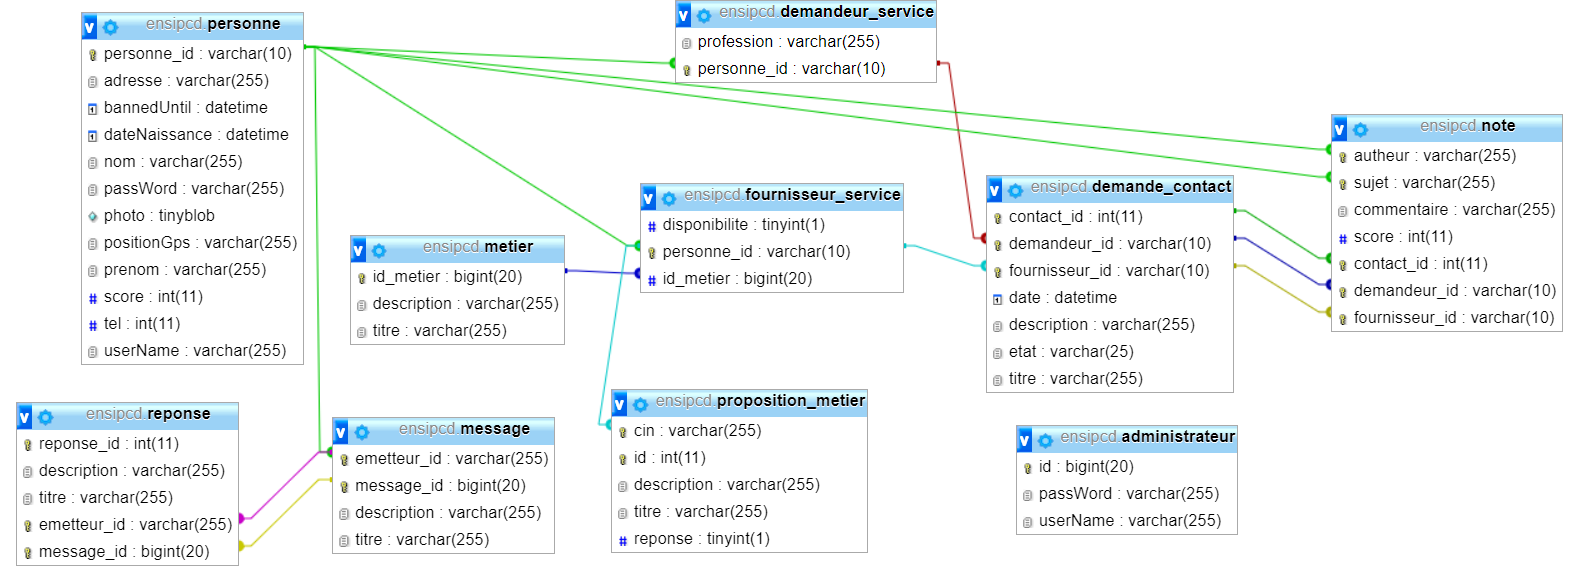 ensipcd.personne
personne_id : varchar(10)
adresse : varchar(255)
bannedUntil : datetime
dateNaissance : datetime
nom : varchar(255)
passWord : varchar(255)
photo : tinyblob
positionGps : varchar(255)
prenom : varchar(255)
score : int(11)
tel : int(11)
userName : varchar(255)
ensipcd.demandeur_service
profession : varchar(255)
personne_id : varchar(10)
ensipcd.note
autheur : varchar(255)
sujet : varchar(255)
commentaire : varchar(255)
score : int(11)
contact_id : int(11)
demandeur_id : varchar(10)
fournisseur_id : varchar(10)
ensipcd.fournisseur_service
disponibilite : tinyint(1)
personne_id : varchar(10)
id_metier : bigint(20)
ensipcd.demande_contact
contact_id : int(11)
demandeur_id : varchar(10)
fournisseur_id : varchar(10)
date : datetime
description : varchar(255)
etat : varchar(25)
titre : varchar(255)
ensipcd.metier
id_metier : bigint(20)
description : varchar(255)
titre : varchar(255)
ensipcd.reponse
reponse_id : int(11)
description : varchar(255)
titre : varchar(255)
emetteur_id : varchar(255)
message_id : bigint(20)
ensipcd.message
emetteur_id : varchar(255)
message_id : bigint(20)
description : varchar(255)
titre : varchar(255)
ensipcd.proposition_metier
cin : varchar(255)
id : int(11)
description : varchar(255)
titre : varchar(255)
reponse : tinyint(1)
ensipcd.administrateur
id : bigint(20)
passWord : varchar(255)
userName : varchar(255)